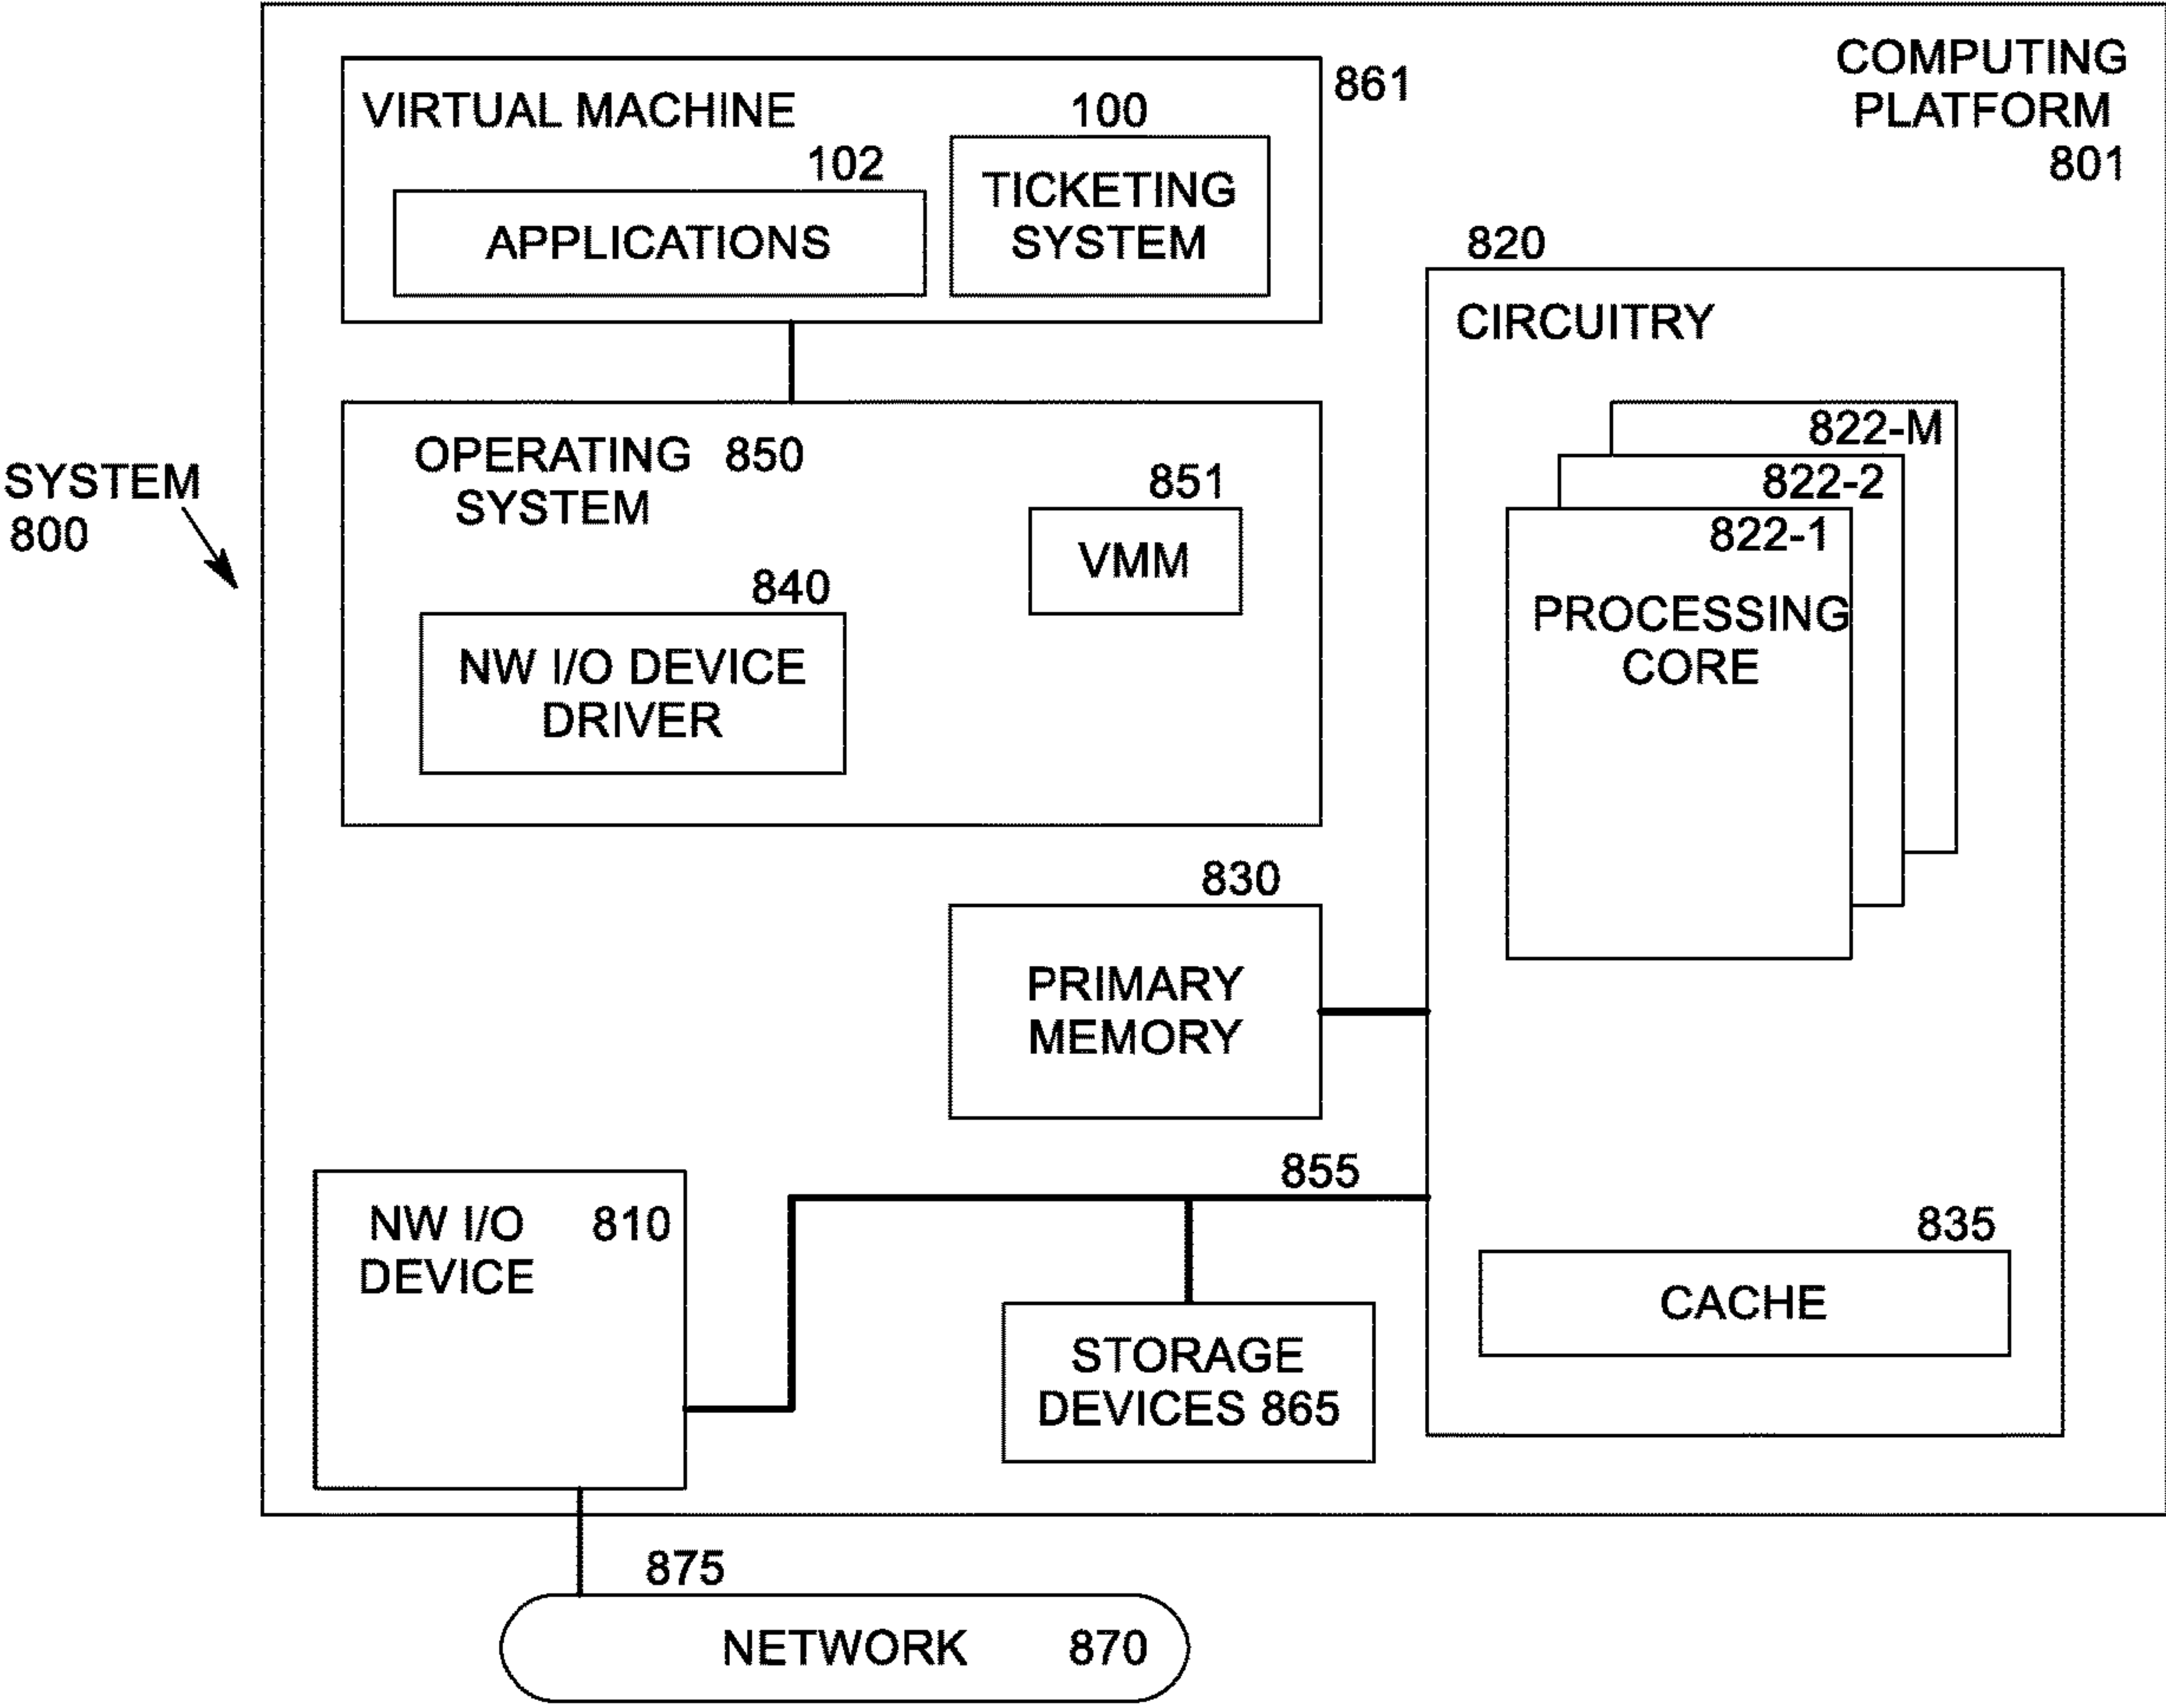 COMPUTING
PLATFORM
801
861
VIRTUAL MACHINE
100
102
TICKETING
SYSTEM
APPLICATIONS
820
CIRCUITRY
822-M
822-2
822-1
PROCESSING
CORE
SYSTEM
800
OPERATING 850
SYSTEM
851
VMM
840
NW I/O DEVICE
DRIVER
830
PRIMARY
MEMORY
855
835
CACHE
NW I/O 810
DEVICE
STORAGE
DEVICES 865
875
NETWORK 870